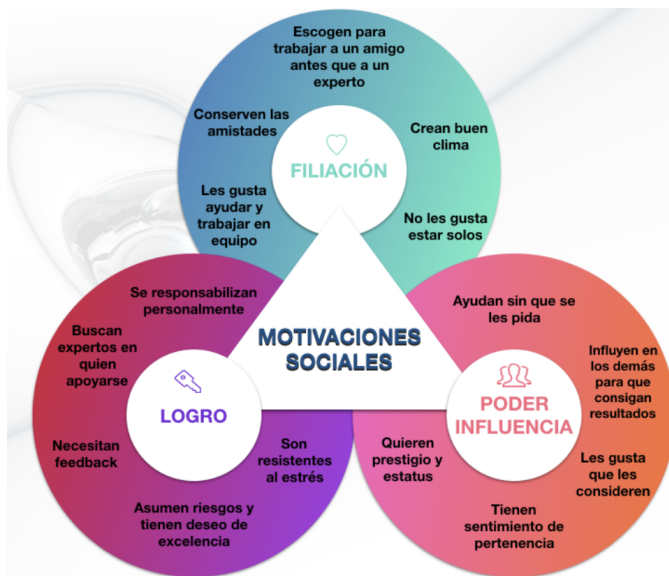 Escogen para
trabajar a un amigo
antes que a un
experto
Conserven las
amistades
Crean buen
clima
FILIACIÓN
Les gusta
ayudar y
trabajar en
equipo
No les gusta
estar solos
MOTIVACIONES
SOCIALES
Se responsabilizan
personalmente
Buscan
expertos en
quien
apoyarse
LOGRO
Necesitan
feedback
Son
resistentes
al estrés
Asumen riesgos y
tienen deseo de
excelencia
Ayudan sin que se
les pida
Influyen en
los demás
para que
consigan
resultados
PODER
INFLUENCIA
Quieren
prestigio y
estatus
Les gusta
que les
consideren
Tienen
sentimiento de
pertenencia